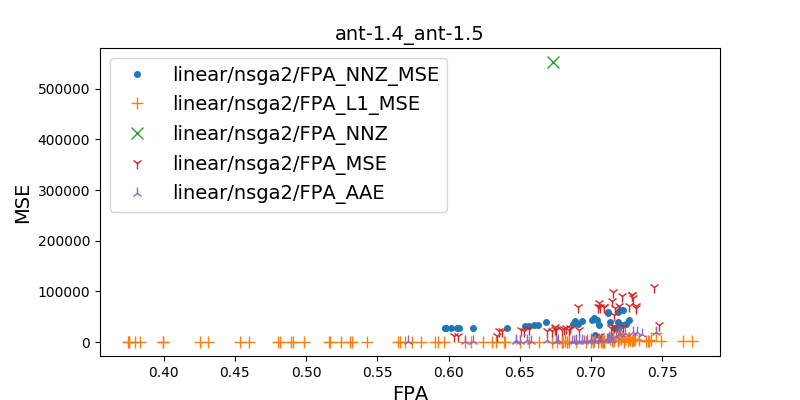 ant-1.4_ant-1.5
linear/nsga2/FPA_NNZ_MSE
linear/nsga2/FPA_L1_MSE
linear/nsga2/FPA_NNZ
linear/nsga2/FPA_MSE
linear/nsga2/FPA_AAE
MSE
500000
400000
300000
200000
100000
0
0.40 0.45 0.50 0.55 0.60 0.65 0.70 0.75
FPA